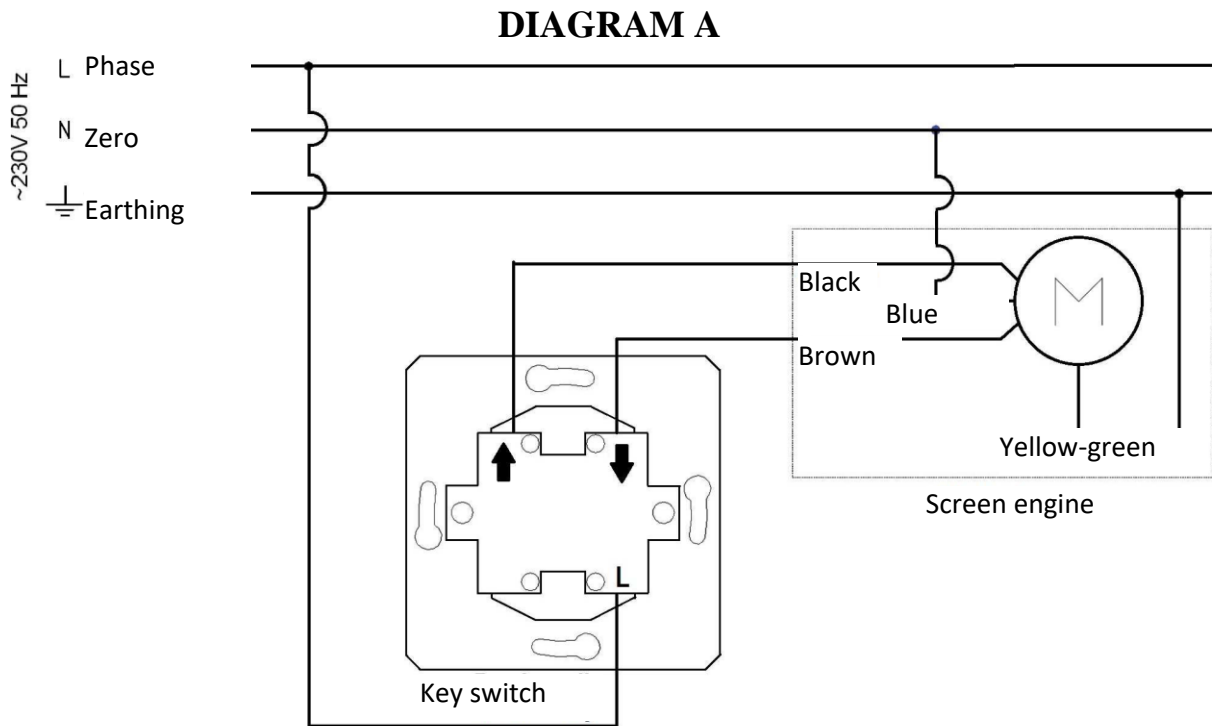 DIAGRAM A
L Phase
N Zero
Earthing
~230V 50 Hz
Black
Blue
Brown
M
Yellow-green
Screen engine
L
Key switch